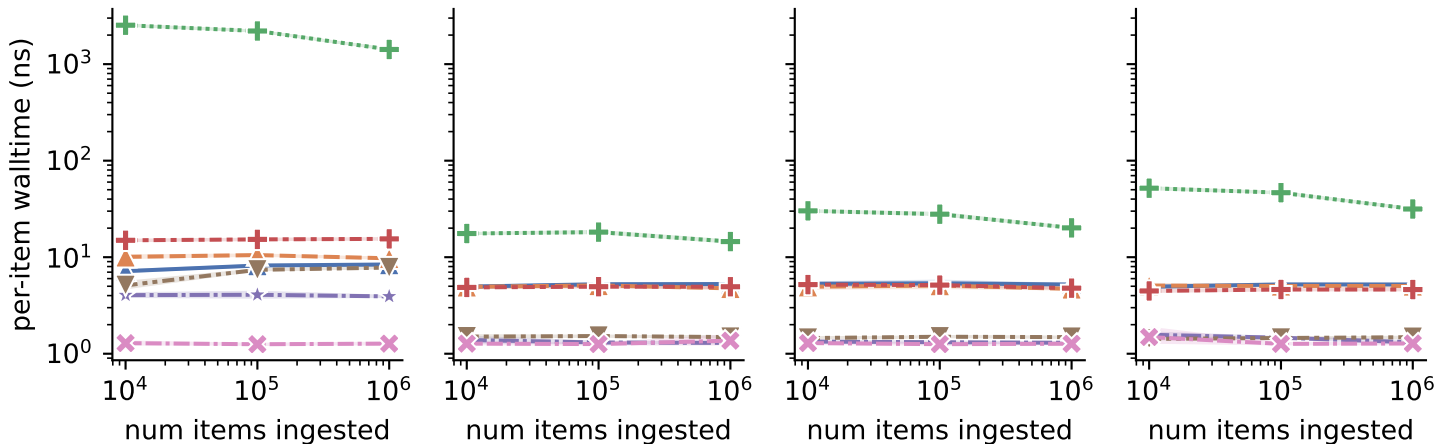 per-item walltime (ns)
10³
10²
10¹
10⁰
10⁴ 10⁵ 10⁶ 10⁴ 10⁵ 10⁶ 10⁴ 10⁵ 10⁶ 10⁴ 10⁵ 10⁶
num items ingested num items ingested num items ingested num items ingested